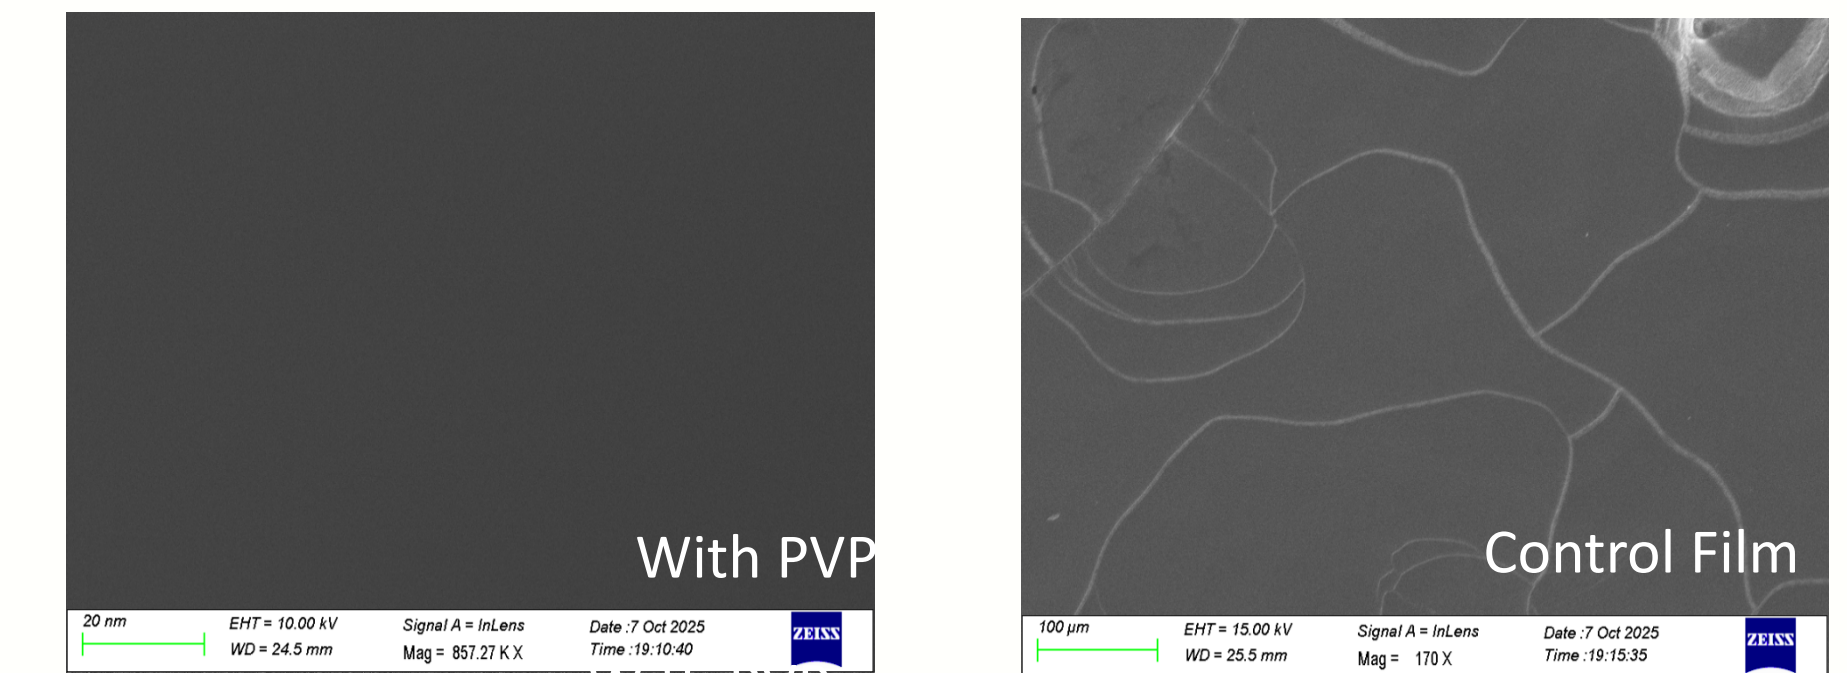 With PVP
20 nm
EHT = 10.00 kV
Signal A = InLens
Date :7 Oct 2025
WD = 24.5 mm
Mag = 857.27 K X
Time :19:10:40
ZEISS
Control Film
100 µm
EHT = 15.00 kV
Signal A = InLens
Date :7 Oct 2025
WD = 25.5 mm
Mag = 170 X
Time :19:15:35
ZEISS